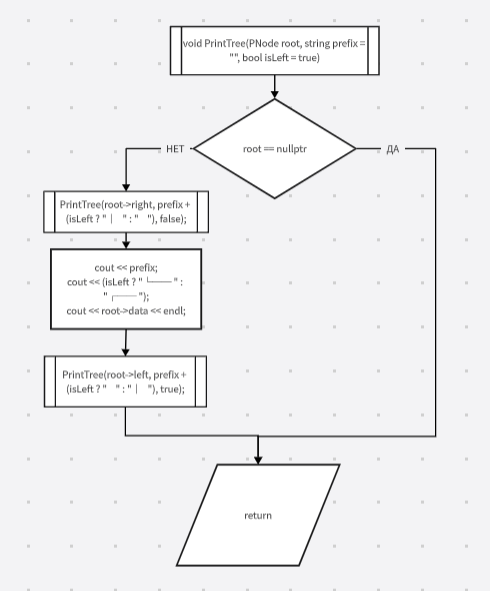 void PrintTree(PNode root, string prefix =
"", bool isLeft = true)
root == nullptr
НЕТ
ДА
PrintTree(root->right, prefix +
(isLeft ? "│   " : "    "), false);
cout << prefix;
cout << (isLeft ? "└── " :
"┌── ");
cout << root->data << endl;
PrintTree(root->left, prefix +
(isLeft ? "    " : "│   "), true);
return